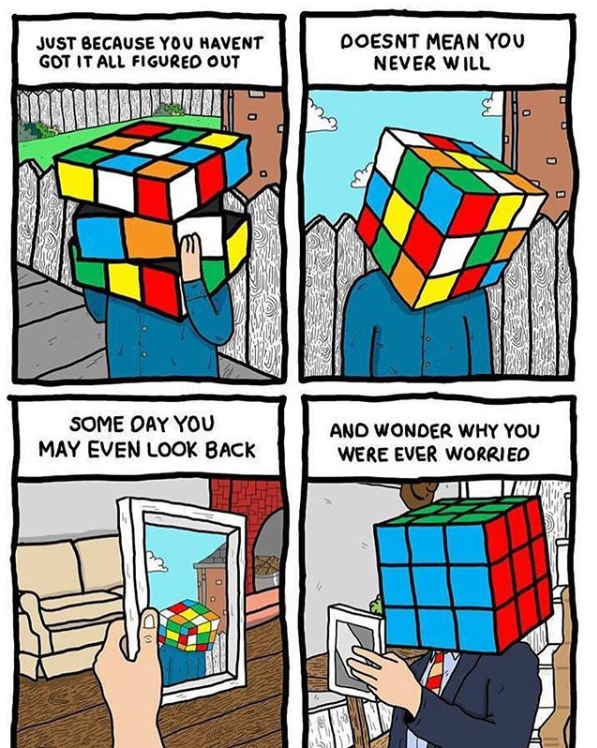 JUST BECAUSE YOU HAVENT
GOT IT ALL FIGURED OUT
DOESNT MEAN YOU
NEVER WILL
SOME DAY YOU
MAY EVEN LOOK BACK
AND WONDER WHY YOU
WERE EVER WORRIED